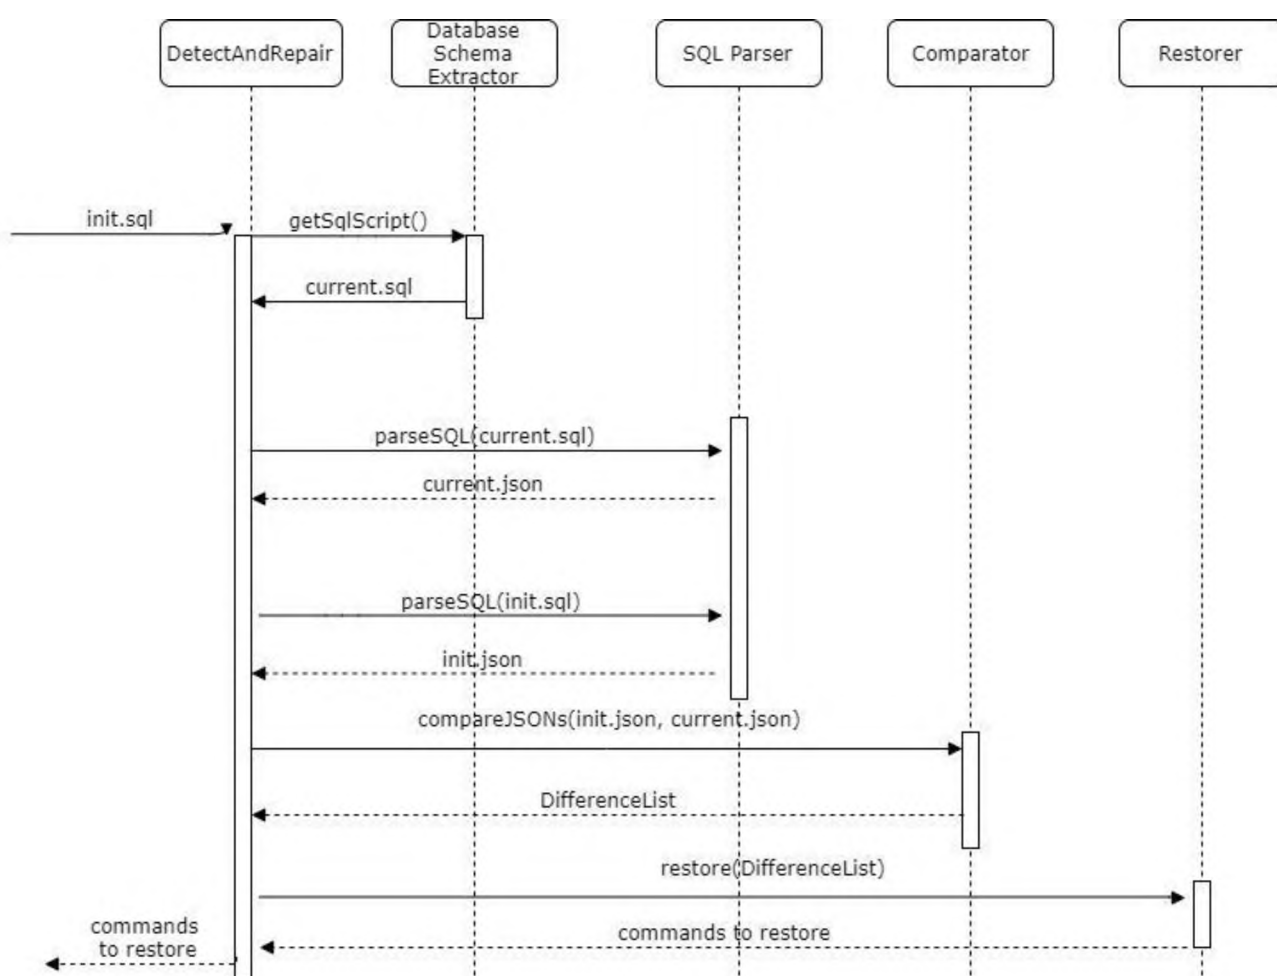 DetectAndRepair
Database
Schema
Extractor
SQL Parser
Comparator
Restorer
init.sql
getSqlScript()
current.sql
parseSQL(current.sql)
current.json
parseSQL(init.sql)
init.json
compareJSONs(init.json, current.json)
DifferenceList
restore(DifferenceList)
commands to restore
commands
to restore